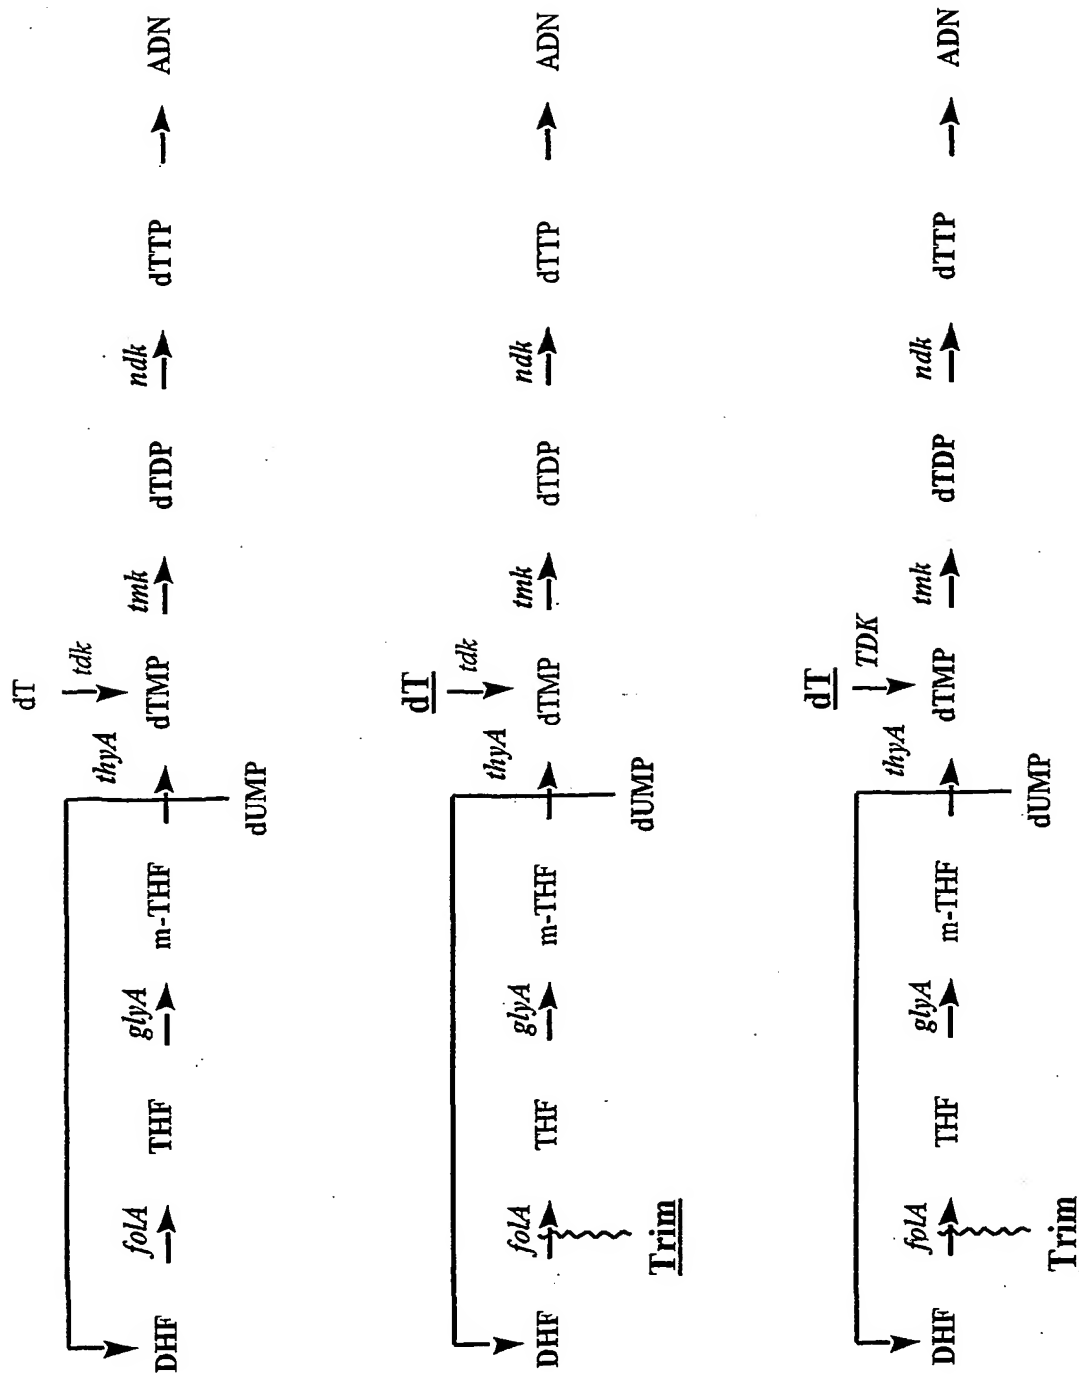 dT
tdk
thyA
folA glyA tmk ndk
DHF THF m-THF dTMP dTDP dTTP ADN
dUMP
dT
tdk
thyA
folA glyA tmk ndk
DHF THF m-THF dTMP dTDP dTTP ADN
dUMP
Trim
dT
TDK
thyA
folA glyA tmk ndk
DHF THF m-THF dTMP dTDP dTTP ADN
dUMP
Trim